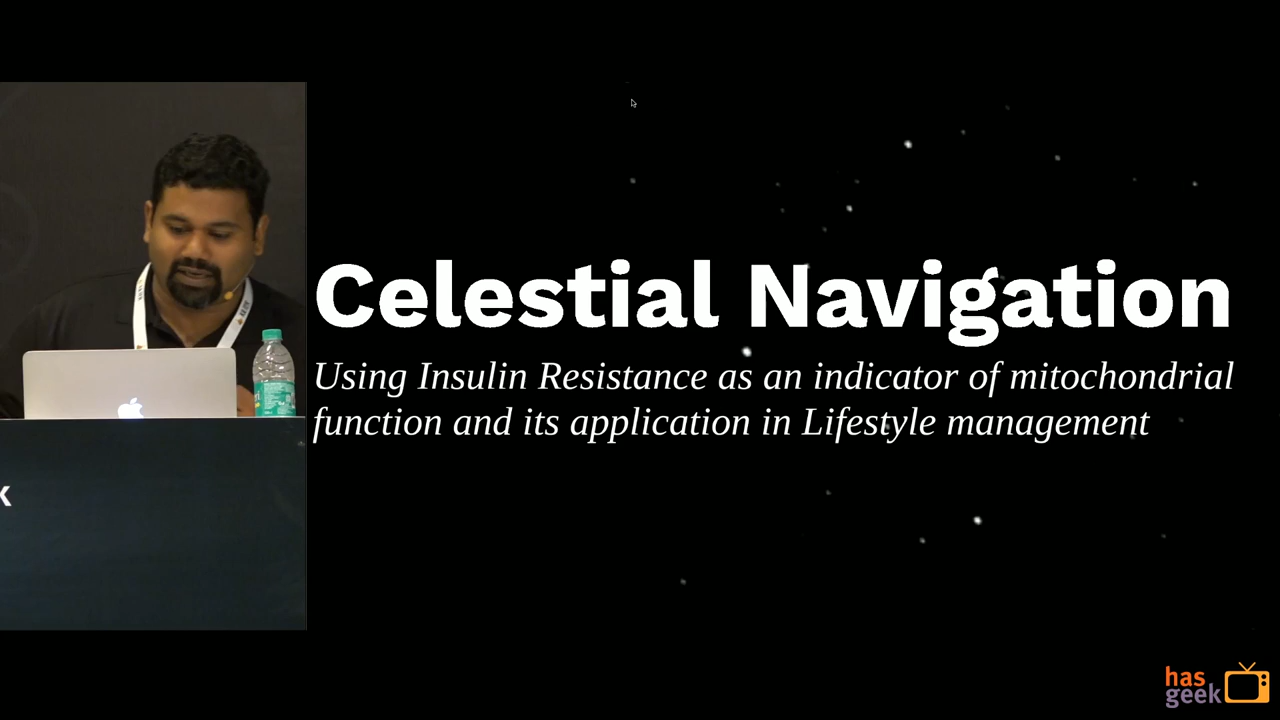 Celestial Navigation
Using Insulin Resistance as an indicator of mitochondrial
function and its application in Lifestyle management
K
has
geek